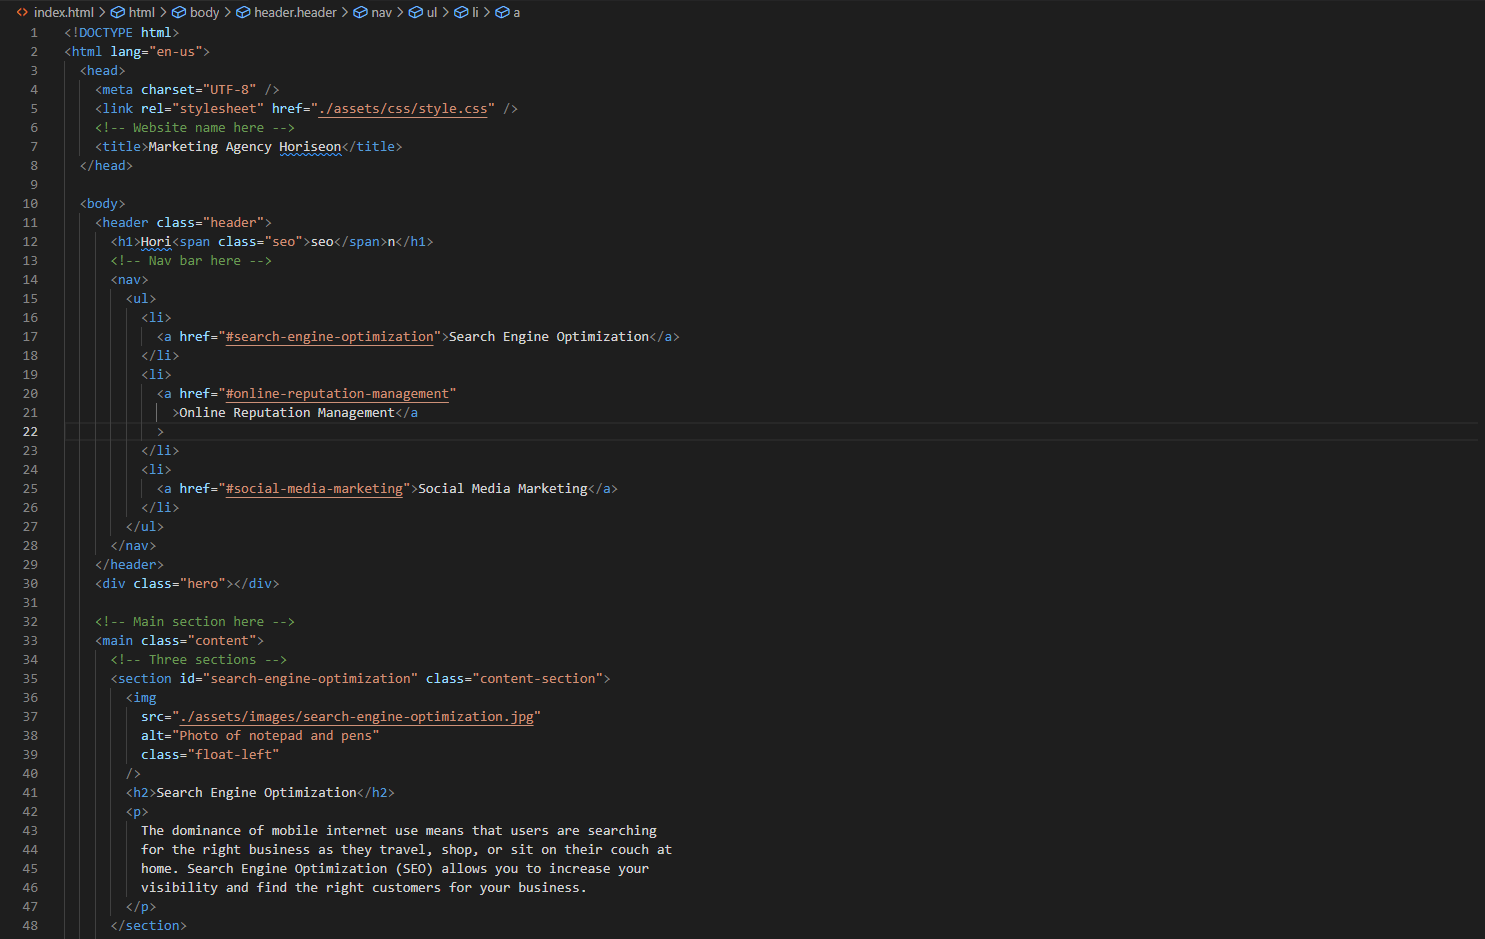 index.html > html > body > header.header > nav > ul > li > a
1 <!DOCTYPE html>
2 <html lang="en-us">
3   <head>
4     <meta charset="UTF-8" />
5     <link rel="stylesheet" href="./assets/css/style.css" />
6     <!-- Website name here -->
7     <title>Marketing Agency Horiseon</title>
8   </head>
9
10   <body>
11     <header class="header">
12       <h1>Hori<span class="seo">seo</span>n</h1>
13       <!-- Nav bar here -->
14       <nav>
15         <ul>
16           <li>
17             <a href="#search-engine-optimization">Search Engine Optimization</a>
18           </li>
19           <li>
20             <a href="#online-reputation-management"
21               >Online Reputation Management</a
22             >
23           </li>
24           <li>
25             <a href="#social-media-marketing">Social Media Marketing</a>
26           </li>
27         </ul>
28       </nav>
29     </header>
30     <div class="hero"></div>
31
32     <!-- Main section here -->
33     <main class="content">
34       <!-- Three sections -->
35       <section id="search-engine-optimization" class="content-section">
36         <img
37           src="./assets/images/search-engine-optimization.jpg"
38           alt="Photo of notepad and pens"
39           class="float-left"
40         />
41         <h2>Search Engine Optimization</h2>
42         <p>
43           The dominance of mobile internet use means that users are searching
44           for the right business as they travel, shop, or sit on their couch at
45           home. Search Engine Optimization (SEO) allows you to increase your
46           visibility and find the right customers for your business.
47         </p>
48       </section>